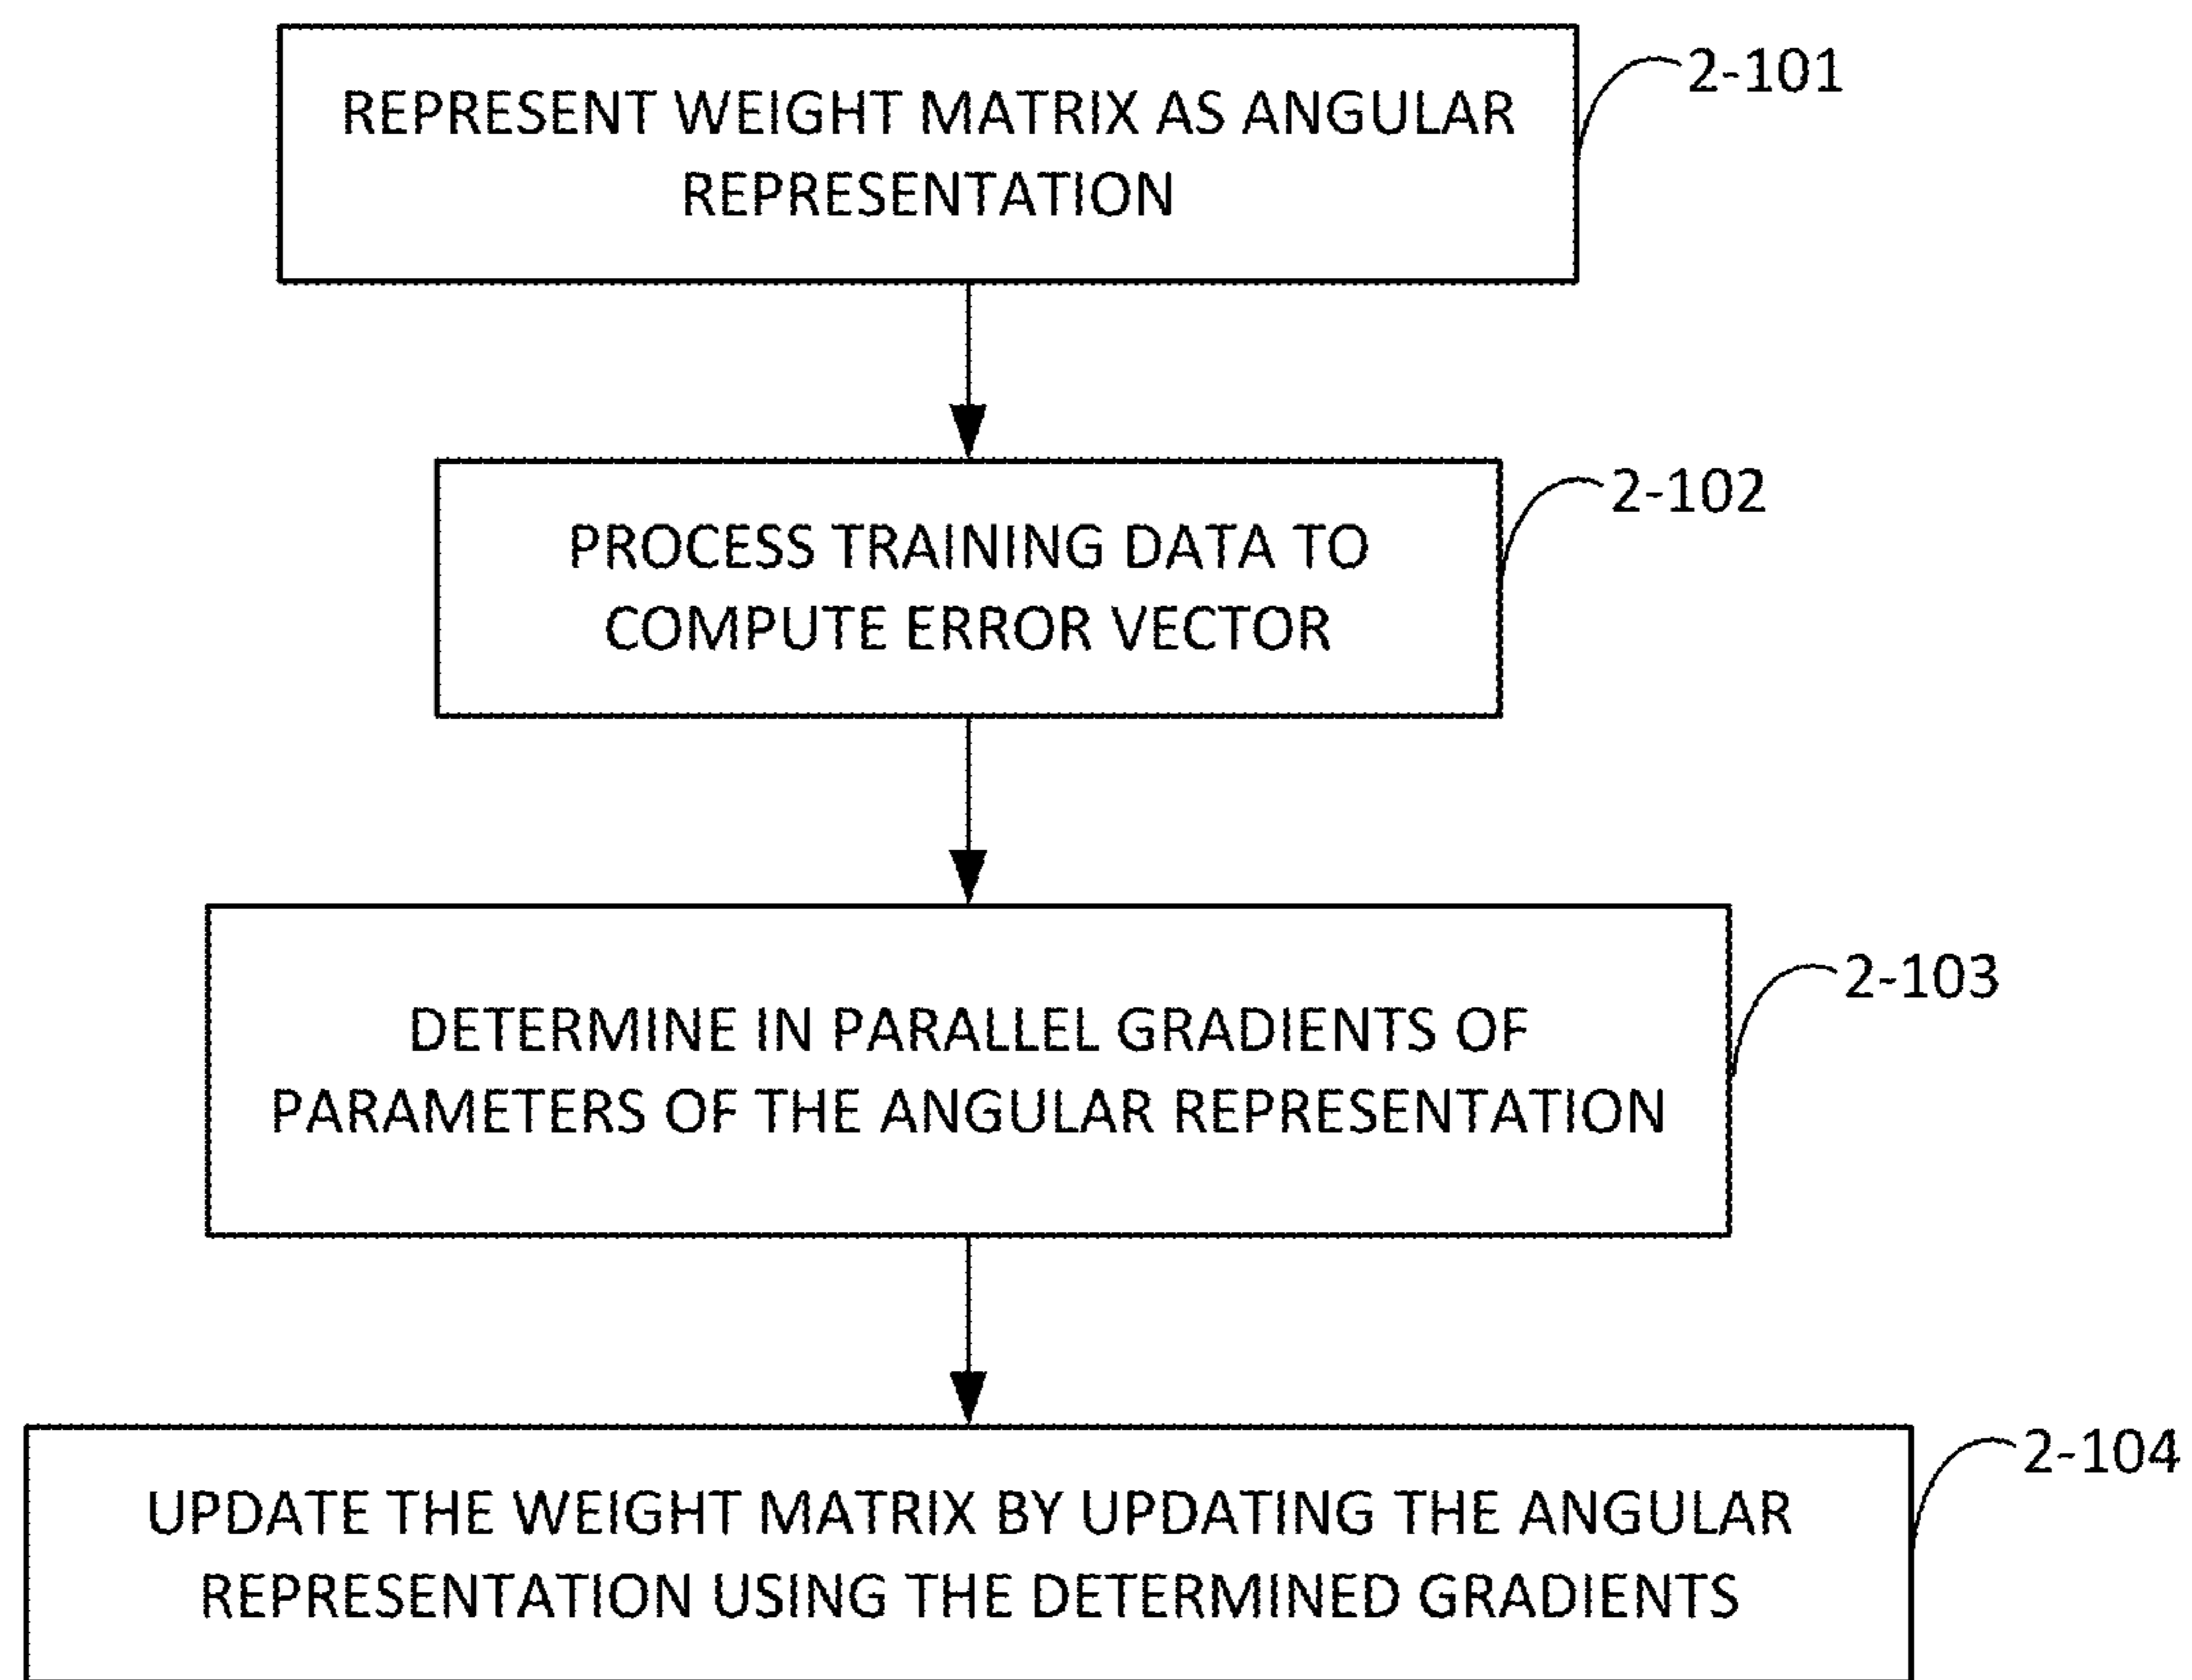 REPRESENT WEIGHT MATRIX AS ANGULAR
REPRESENTATION
2-101
PROCESS TRAINING DATA TO
COMPUTE ERROR VECTOR
2-102
DETERMINE IN PARALLEL GRADIENTS OF
PARAMETERS OF THE ANGULAR REPRESENTATION
2-103
UPDATE THE WEIGHT MATRIX BY UPDATING THE ANGULAR
REPRESENTATION USING THE DETERMINED GRADIENTS
2-104